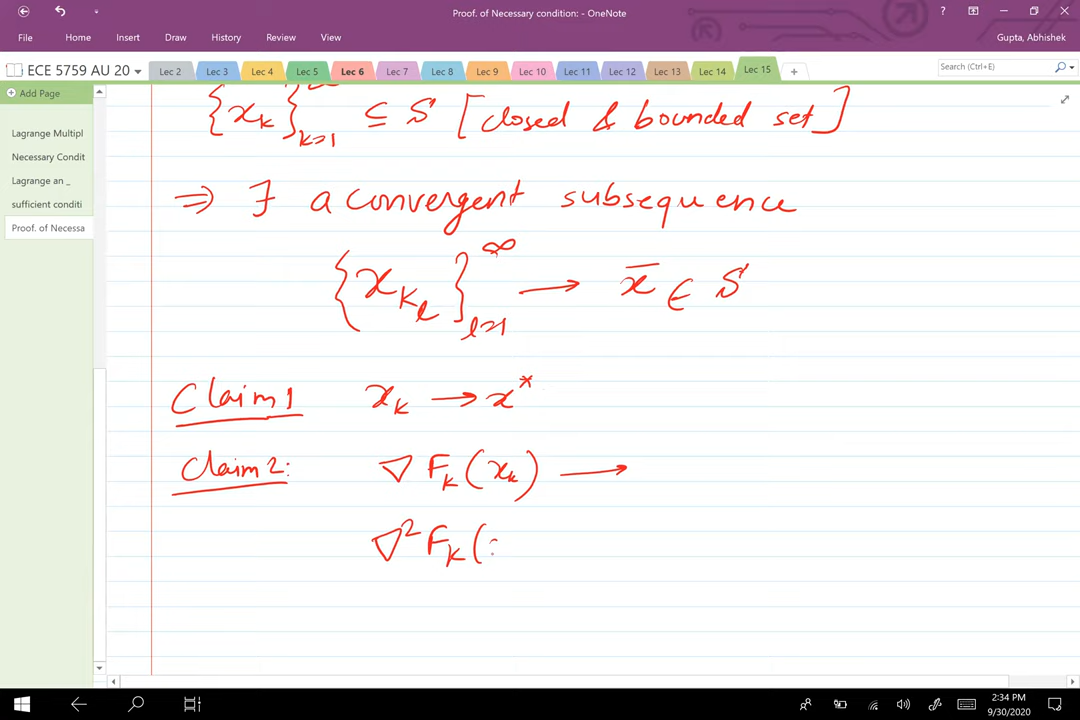 Proof. of Necessary condition: - OneNote
Gupta, Abhishek
File Home Insert Draw History Review View
ECE 5759 AU 20
Lec 2 Lec 3 Lec 4 Lec 5 Lec 6 Lec 7 Lec 8 Lec 9 Lec 10 Lec 11 Lec 12 Lec 13 Lec 14 Lec 15
Search (Ctrl+E)
Add Page
Lagrange Multipl
Necessary Condit
Lagrange an _
sufficient conditi
Proof. of Necessa
{x_k}_{k=1}^∞ ⊆ S [closed & bounded set]
⇒ ∃ a convergent subsequence
{x_{k_l}}_{l=1}^∞ → x̄ ∈ S
Claim 1 x_k → x*
Claim 2: ∇F_k(x_k) →
∇²F_k(
2:34 PM
9/30/2020